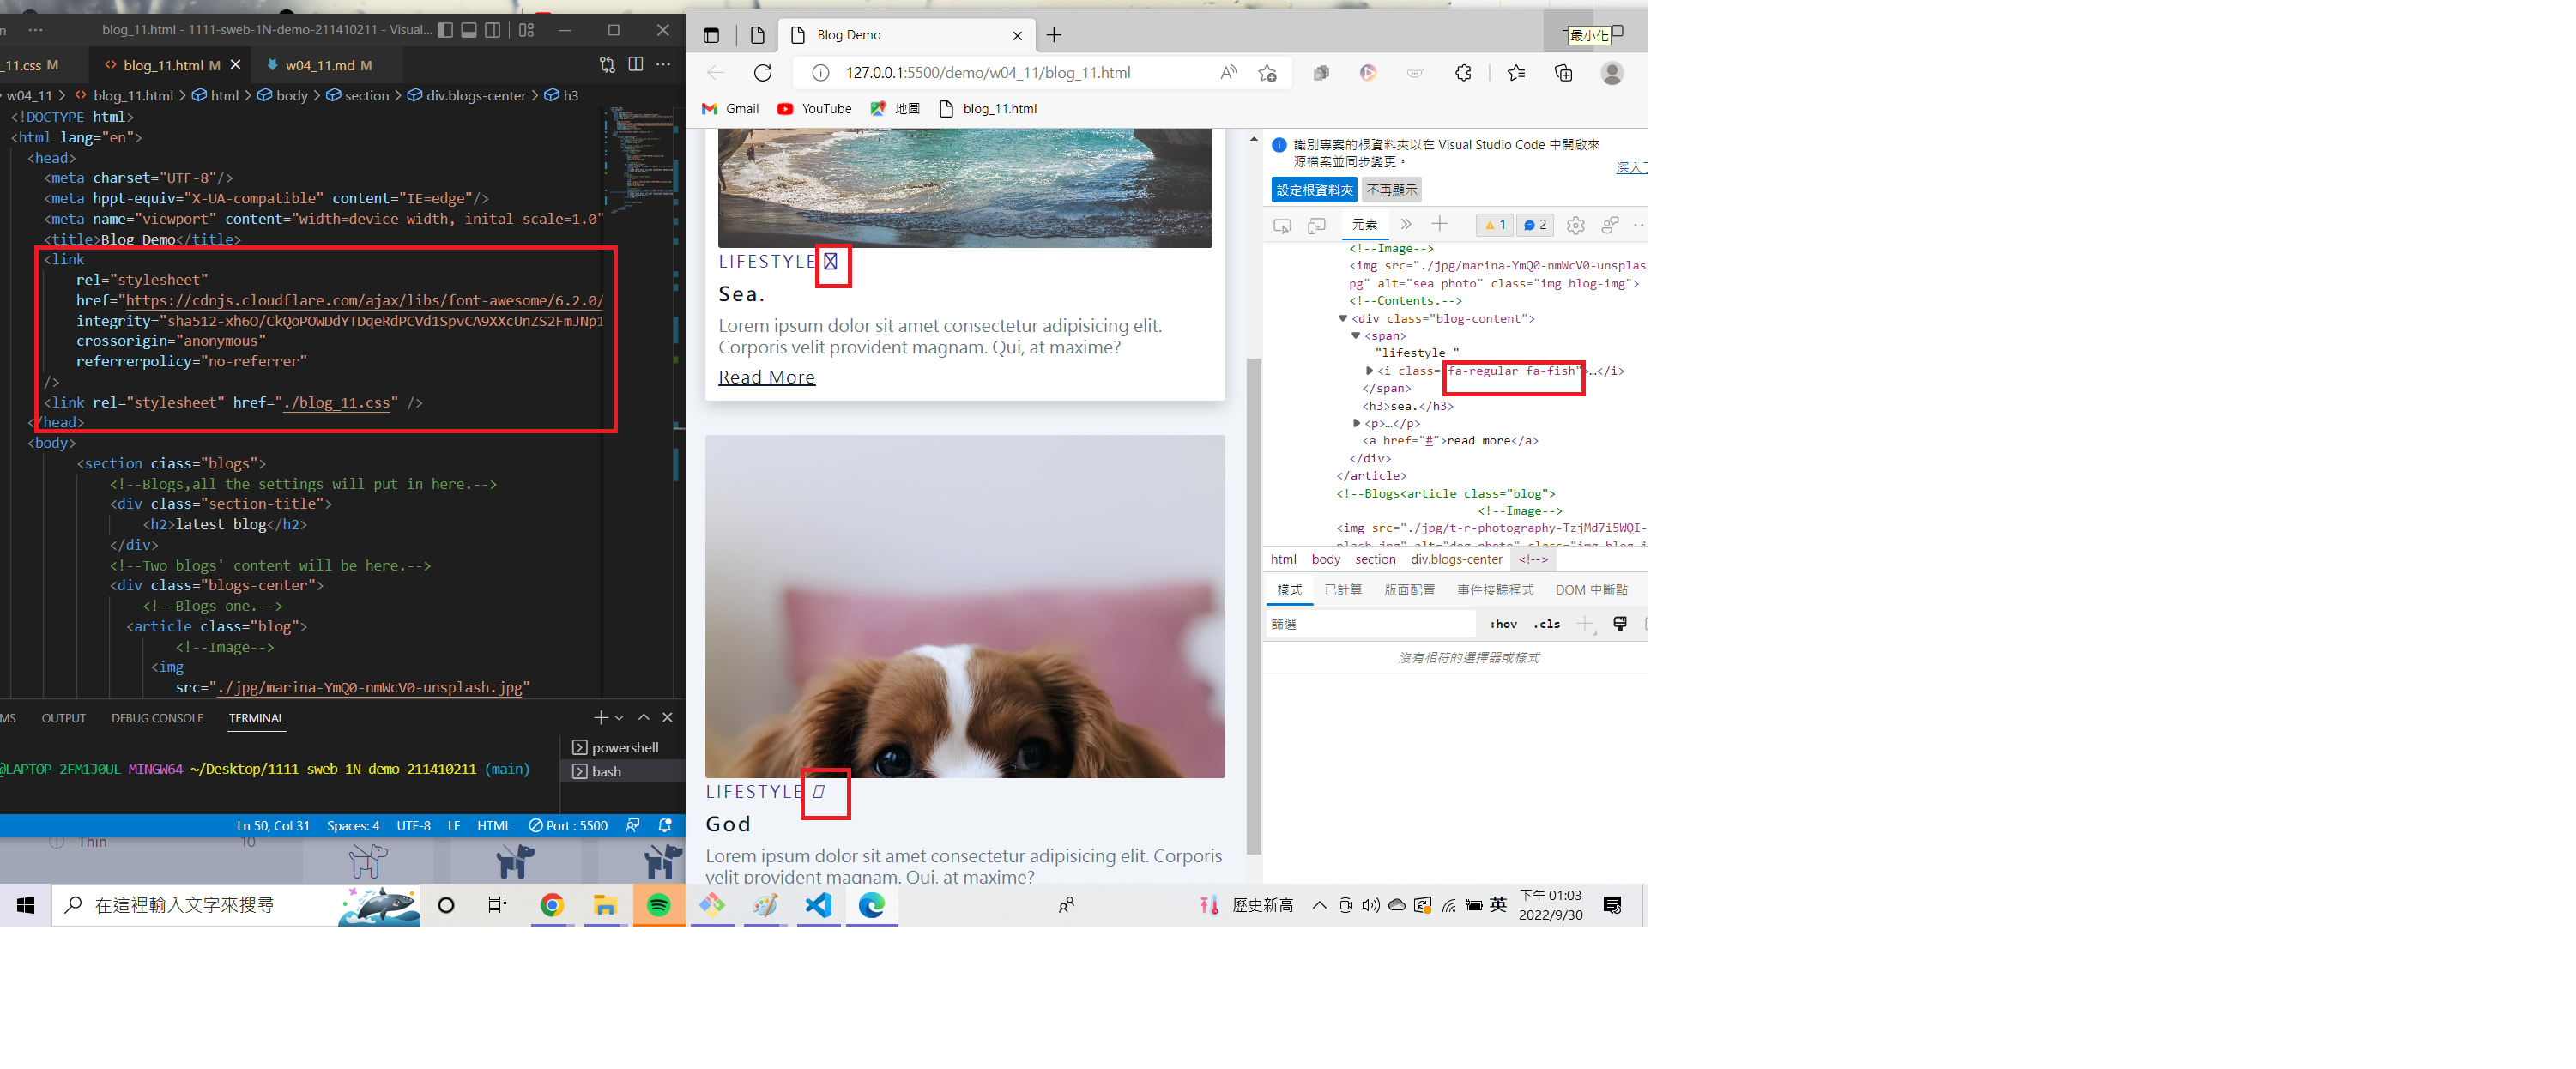 blog_11.html - 1111-sweb-1N-demo-211410211 - Visual...
_11.css M
blog_11.html M
w04_11.md M
w04_11 > blog_11.html > html > body > section > div.blogs-center > h3
<!DOCTYPE html>
<html lang="en">
<head>
<meta charset="UTF-8"/>
<meta hppt-equiv="X-UA-compatible" content="IE=edge"/>
<meta name="viewport" content="width=device-width, inital-scale=1.0"
<title>Blog Demo</title>
<link
rel="stylesheet"
href="https://cdnjs.cloudflare.com/ajax/libs/font-awesome/6.2.0/
integrity="sha512-xh6O/CkQoPOWDdYTDqeRdPCVd1SpvCA9XXcUnZS2FmJNp1
crossorigin="anonymous"
referrerpolicy="no-referrer"
/>
<link rel="stylesheet" href="./blog_11.css" />
</head>
<body>
<section ciass="blogs">
<!--Blogs,all the settings will put in here.-->
<div class="section-title">
<h2>latest blog</h2>
</div>
<!--Two blogs' content will be here.-->
<div class="blogs-center">
<!--Blogs one.-->
<article class="blog">
<!--Image-->
<img
src="./jpg/marina-YmQ0-nmWcV0-unsplash.jpg"
MS OUTPUT DEBUG CONSOLE TERMINAL
powershell
bash
@LAPTOP-2FM1J0UL MINGW64 ~/Desktop/1111-sweb-1N-demo-211410211 (main)
Ln 50, Col 31 Spaces: 4 UTF-8 LF HTML Port : 5500
Thin 10
Blog Demo
最小化
127.0.0.1:5500/demo/w04_11/blog_11.html
Gmail YouTube 地圖 blog_11.html
LIFESTYLE
Sea.
Lorem ipsum dolor sit amet consectetur adipisicing elit.
Corporis velit provident magnam. Qui, at maxime?
Read More
LIFESTYLE
God
Lorem ipsum dolor sit amet consectetur adipisicing elit. Corporis
velit provident magnam. Qui, at maxime?
識別專案的根資料夾以在 Visual Studio Code 中開啟來
源檔案並同步變更。
深入了
設定根資料夾 不再顯示
元素 1 2
<!--Image-->
<img src="./jpg/marina-YmQ0-nmWcV0-unsplas
pg" alt="sea photo" class="img blog-img">
<!--Contents.-->
<div class="blog-content">
<span>
"lifestyle "
<i class="fa-regular fa-fish">…</i>
</span>
<h3>sea.</h3>
<p>…</p>
<a href="#">read more</a>
</div>
</article>
<!--Blogs<article class="blog">
<!--Image-->
<img src="./jpg/t-r-photography-TzjMd7i5WQI-
plash.jpg" alt="dog photo" class="img blog-i
html body section div.blogs-center <!-->
樣式 已計算 版面配置 事件接聽程式 DOM 中斷點
篩選 :hov .cls
沒有相符的選擇器或樣式
在這裡輸入文字來搜尋
歷史新高
英
下午 01:03
2022/9/30